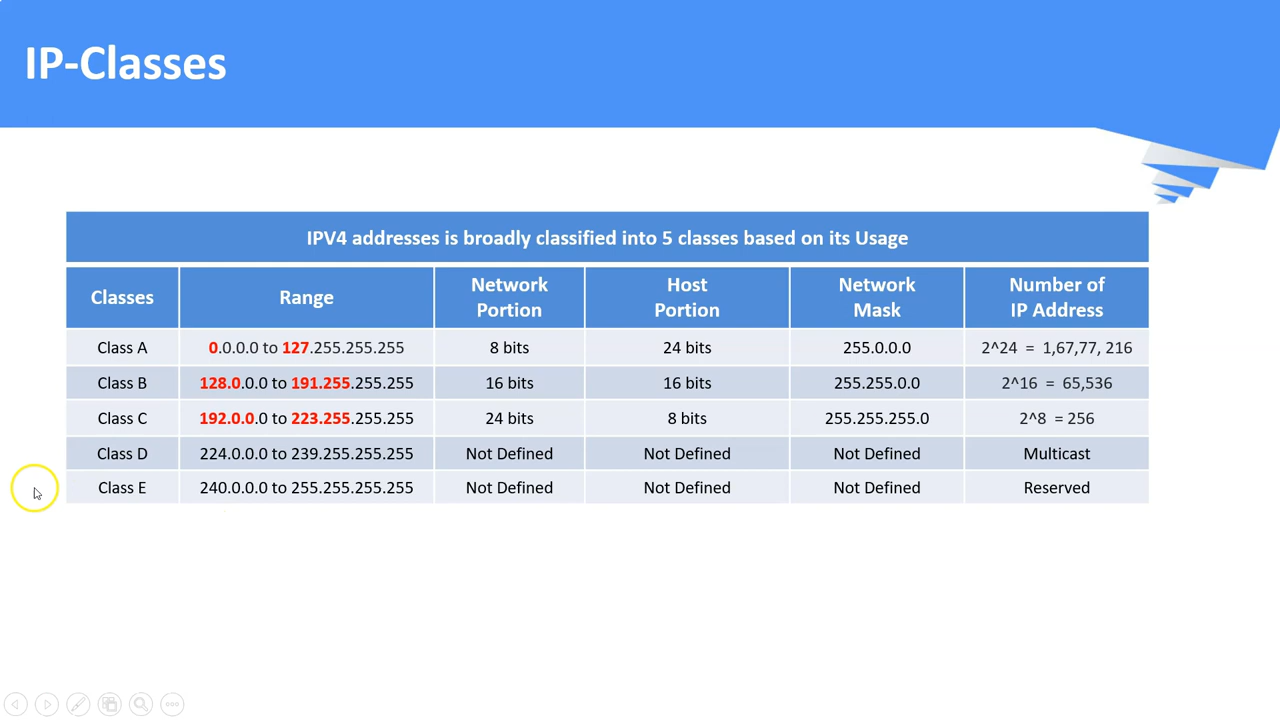 IP-Classes
IPV4 addresses is broadly classified into 5 classes based on its Usage
Classes Range Network Portion Host Portion Network Mask Number of IP Address
Class A 0.0.0.0 to 127.255.255.255 8 bits 24 bits 255.0.0.0 2^24 = 1,67,77, 216
Class B 128.0.0.0 to 191.255.255.255 16 bits 16 bits 255.255.0.0 2^16 = 65,536
Class C 192.0.0.0 to 223.255.255.255 24 bits 8 bits 255.255.255.0 2^8 = 256
Class D 224.0.0.0 to 239.255.255.255 Not Defined Not Defined Not Defined Multicast
Class E 240.0.0.0 to 255.255.255.255 Not Defined Not Defined Not Defined Reserved